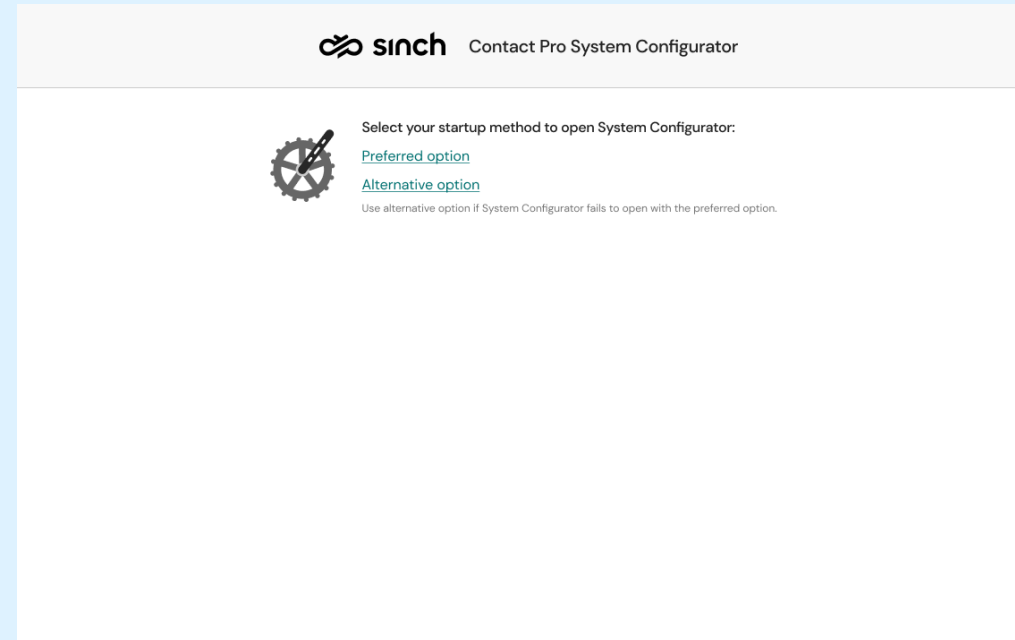 sinch Contact Pro System Configurator
Select your startup method to open System Configurator:
Preferred option
Alternative option
Use alternative option if System Configurator fails to open with the preferred option.